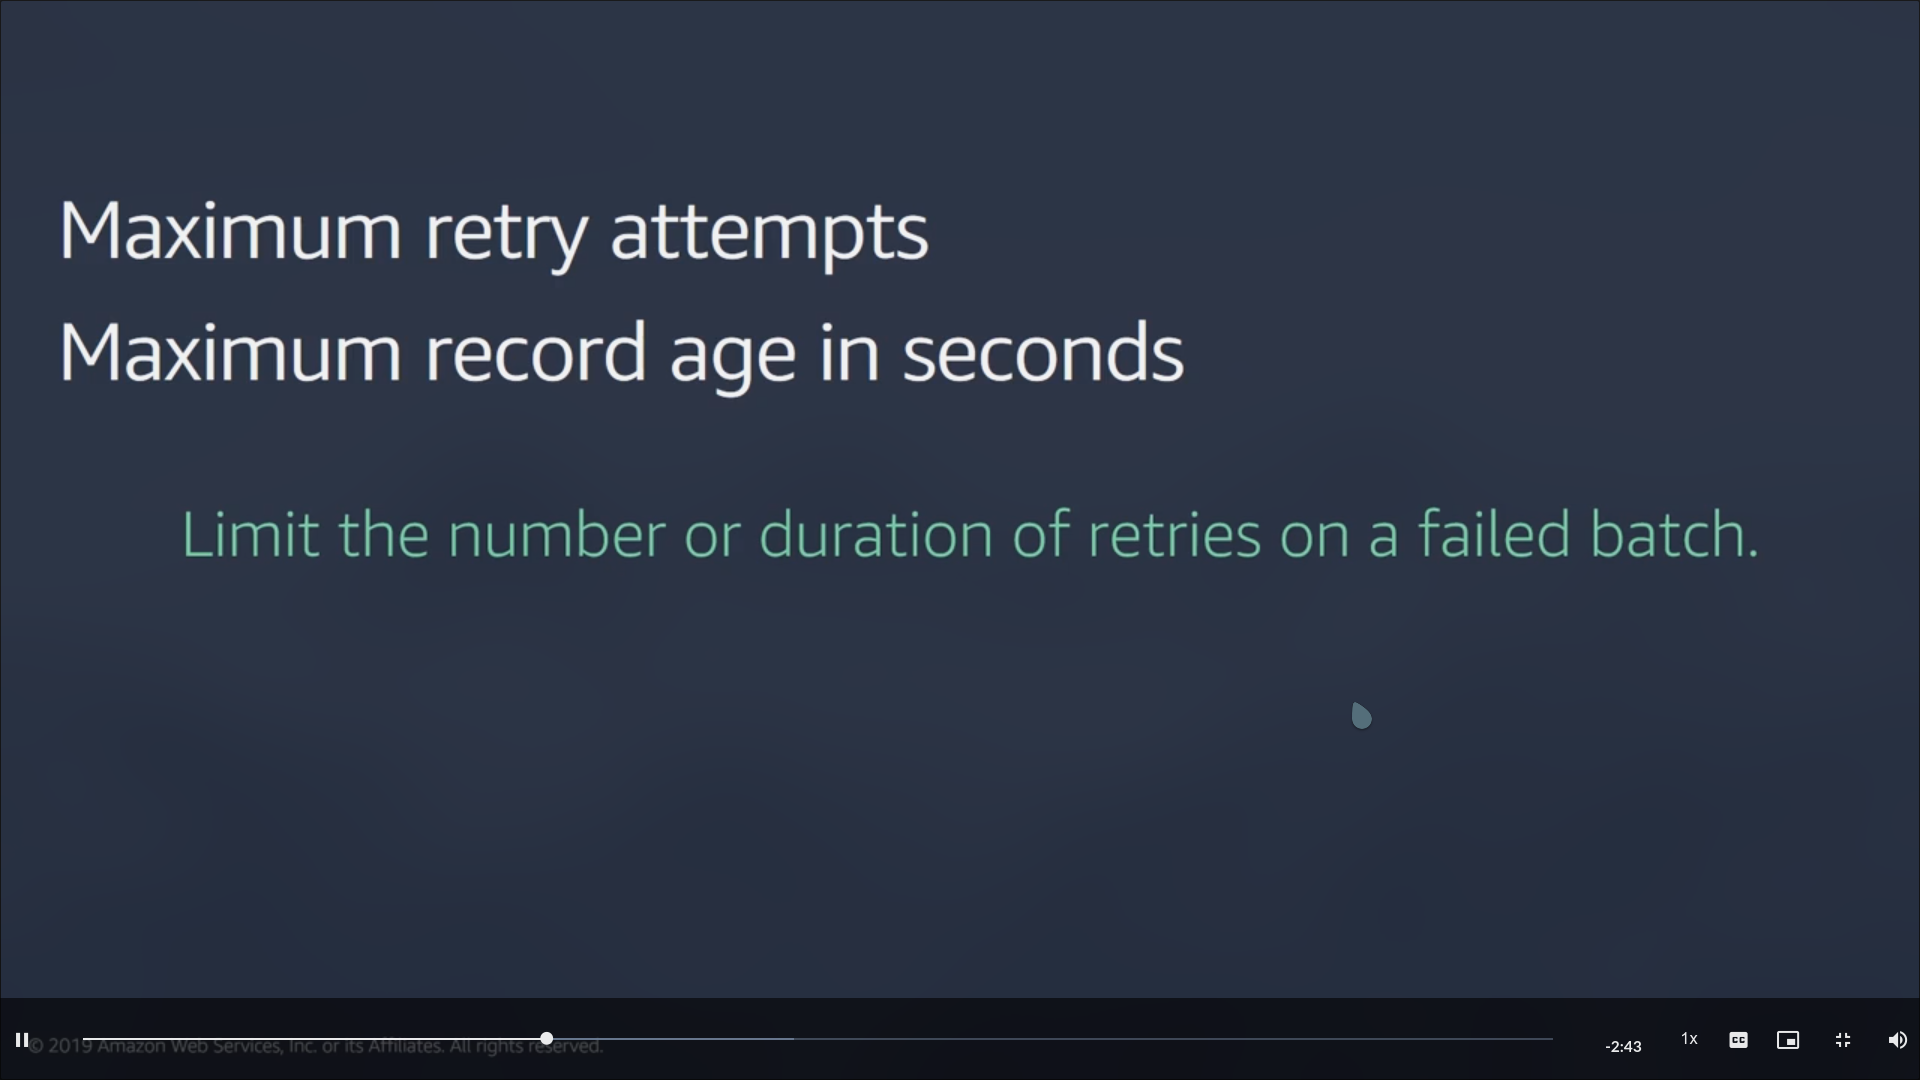 Maximum retry attempts
Maximum record age in seconds
Limit the number or duration of retries on a failed batch.
© 2019 Amazon Web Services, Inc. or its Affiliates. All rights reserved.
-2:43
1x
CC